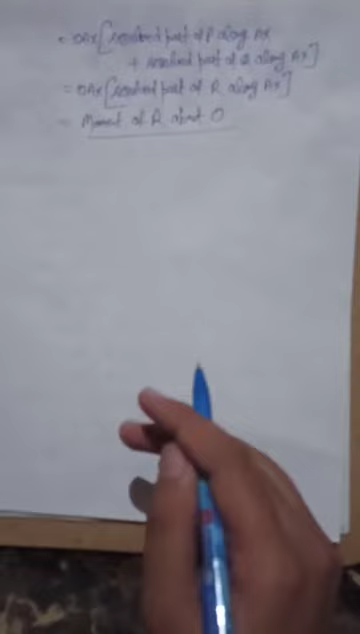 = OA×[resolved part of P along AX
+ resolved part of Q along AX]
= OA×[resolved part of R along AX]
= Moment of R about O